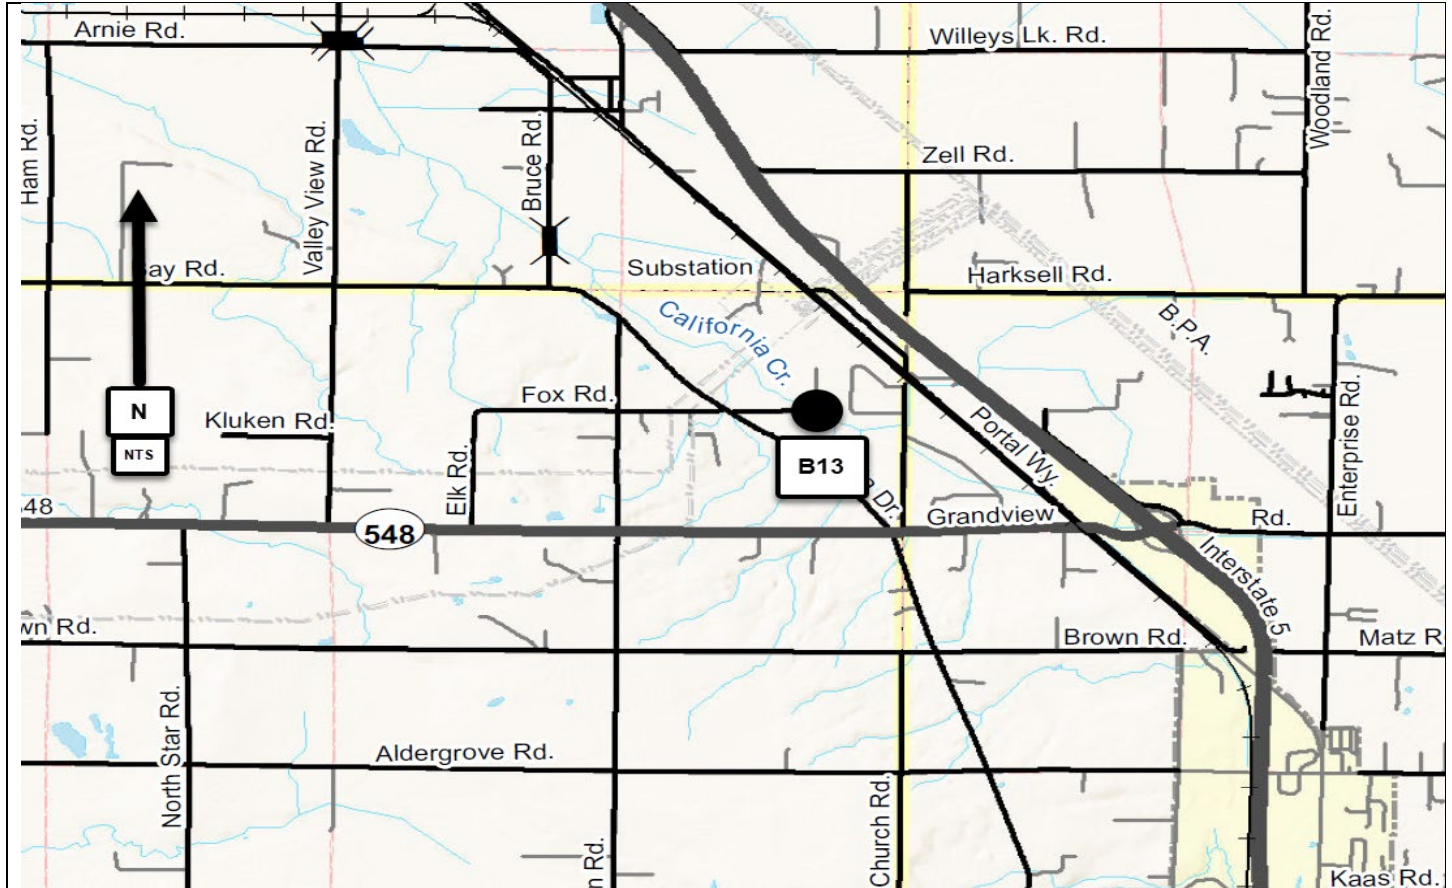 Arnie Rd.
Willeys Lk. Rd.
Woodland Rd.
Ham Rd.
Valley View Rd.
Bruce Rd.
Zell Rd.
ay Rd.
Substation
Harksell Rd.
California Cr.
B.P.A.
N
NTS
Kluken Rd.
Fox Rd.
Elk Rd.
B13
Portal Wy.
Enterprise Rd.
48
548
Dr.
Grandview
Rd.
Interstate 5
wn Rd.
Brown Rd.
Matz R
North Star Rd.
Aldergrove Rd.
n Rd.
Church Rd.
Kaas Rd.